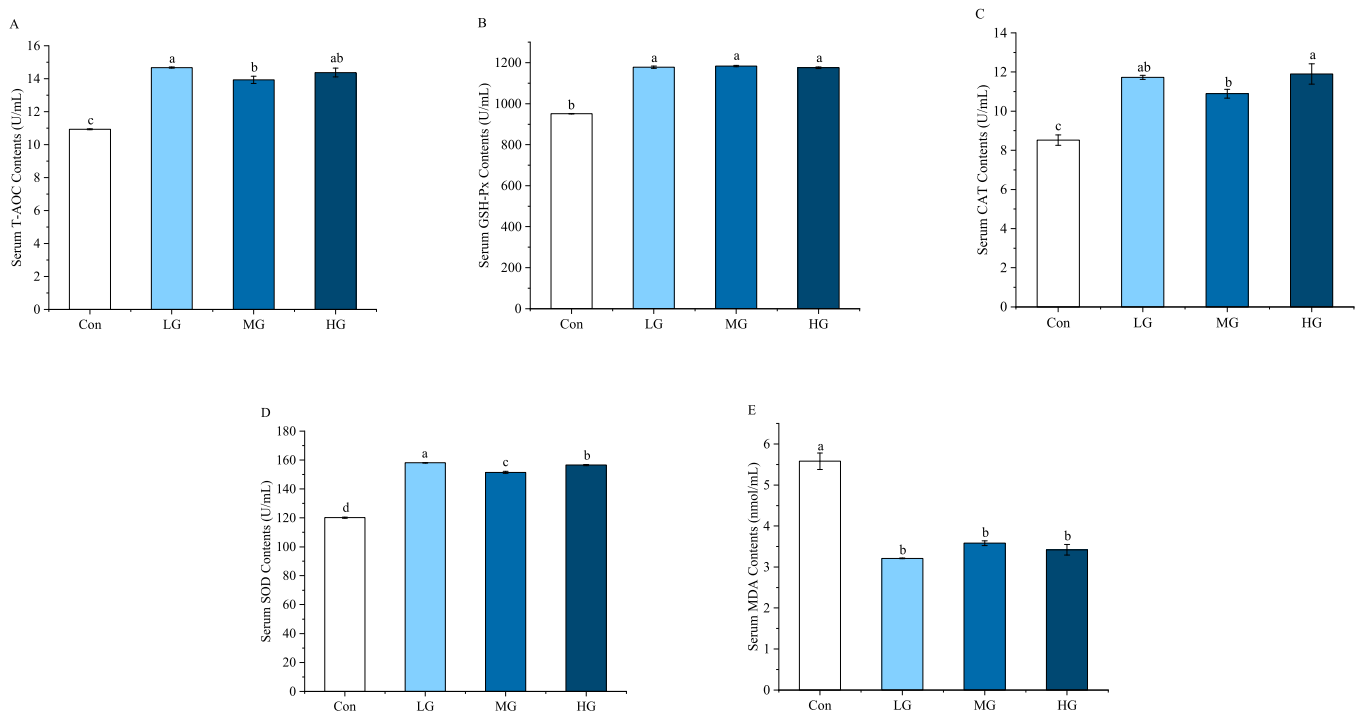 A
Serum T-AOC Contents (U/mL)
16
14
12
10
8
6
4
2
0
c
a
b
ab
Con LG MG HG
B
Serum GSH-Px Contents (U/mL)
1200
1000
800
600
400
200
0
b
a
a
a
Con LG MG HG
C
Serum CAT Contents (U/mL)
14
12
10
8
6
4
2
0
c
ab
b
a
Con LG MG HG
D
Serum SOD Contents (U/mL)
180
160
140
120
100
80
60
40
20
0
d
a
c
b
Con LG MG HG
E
Serum MDA Contents (nmol/mL)
6
5
4
3
2
1
0
a
b
b
b
Con LG MG HG